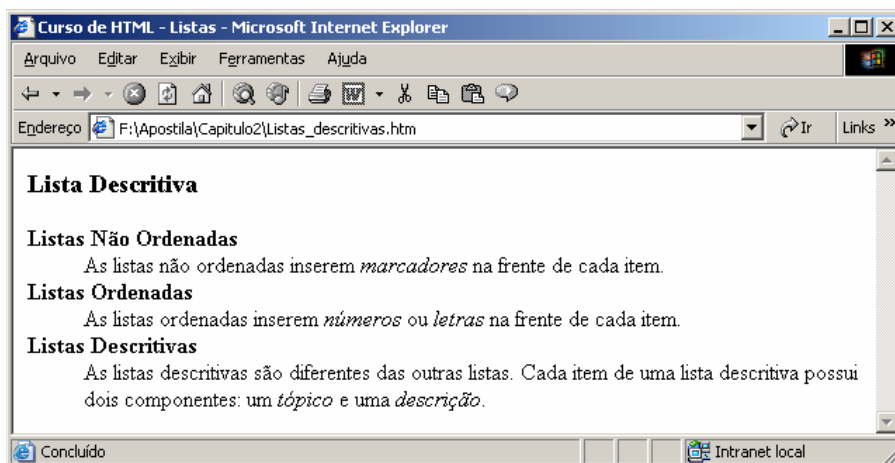 Curso de HTML - Listas - Microsoft Internet Explorer
Arquivo Editar Exibir Ferramentas Ajuda
Endereço F:\Apostila\Capitulo2\Listas_descritivas.htm Ir Links »
Lista Descritiva
Listas Não Ordenadas
As listas não ordenadas inserem marcadores na frente de cada item.
Listas Ordenadas
As listas ordenadas inserem números ou letras na frente de cada item.
Listas Descritivas
As listas descritivas são diferentes das outras listas. Cada item de uma lista descritiva possui
dois componentes: um tópico e uma descrição.
Concluído Intranet local